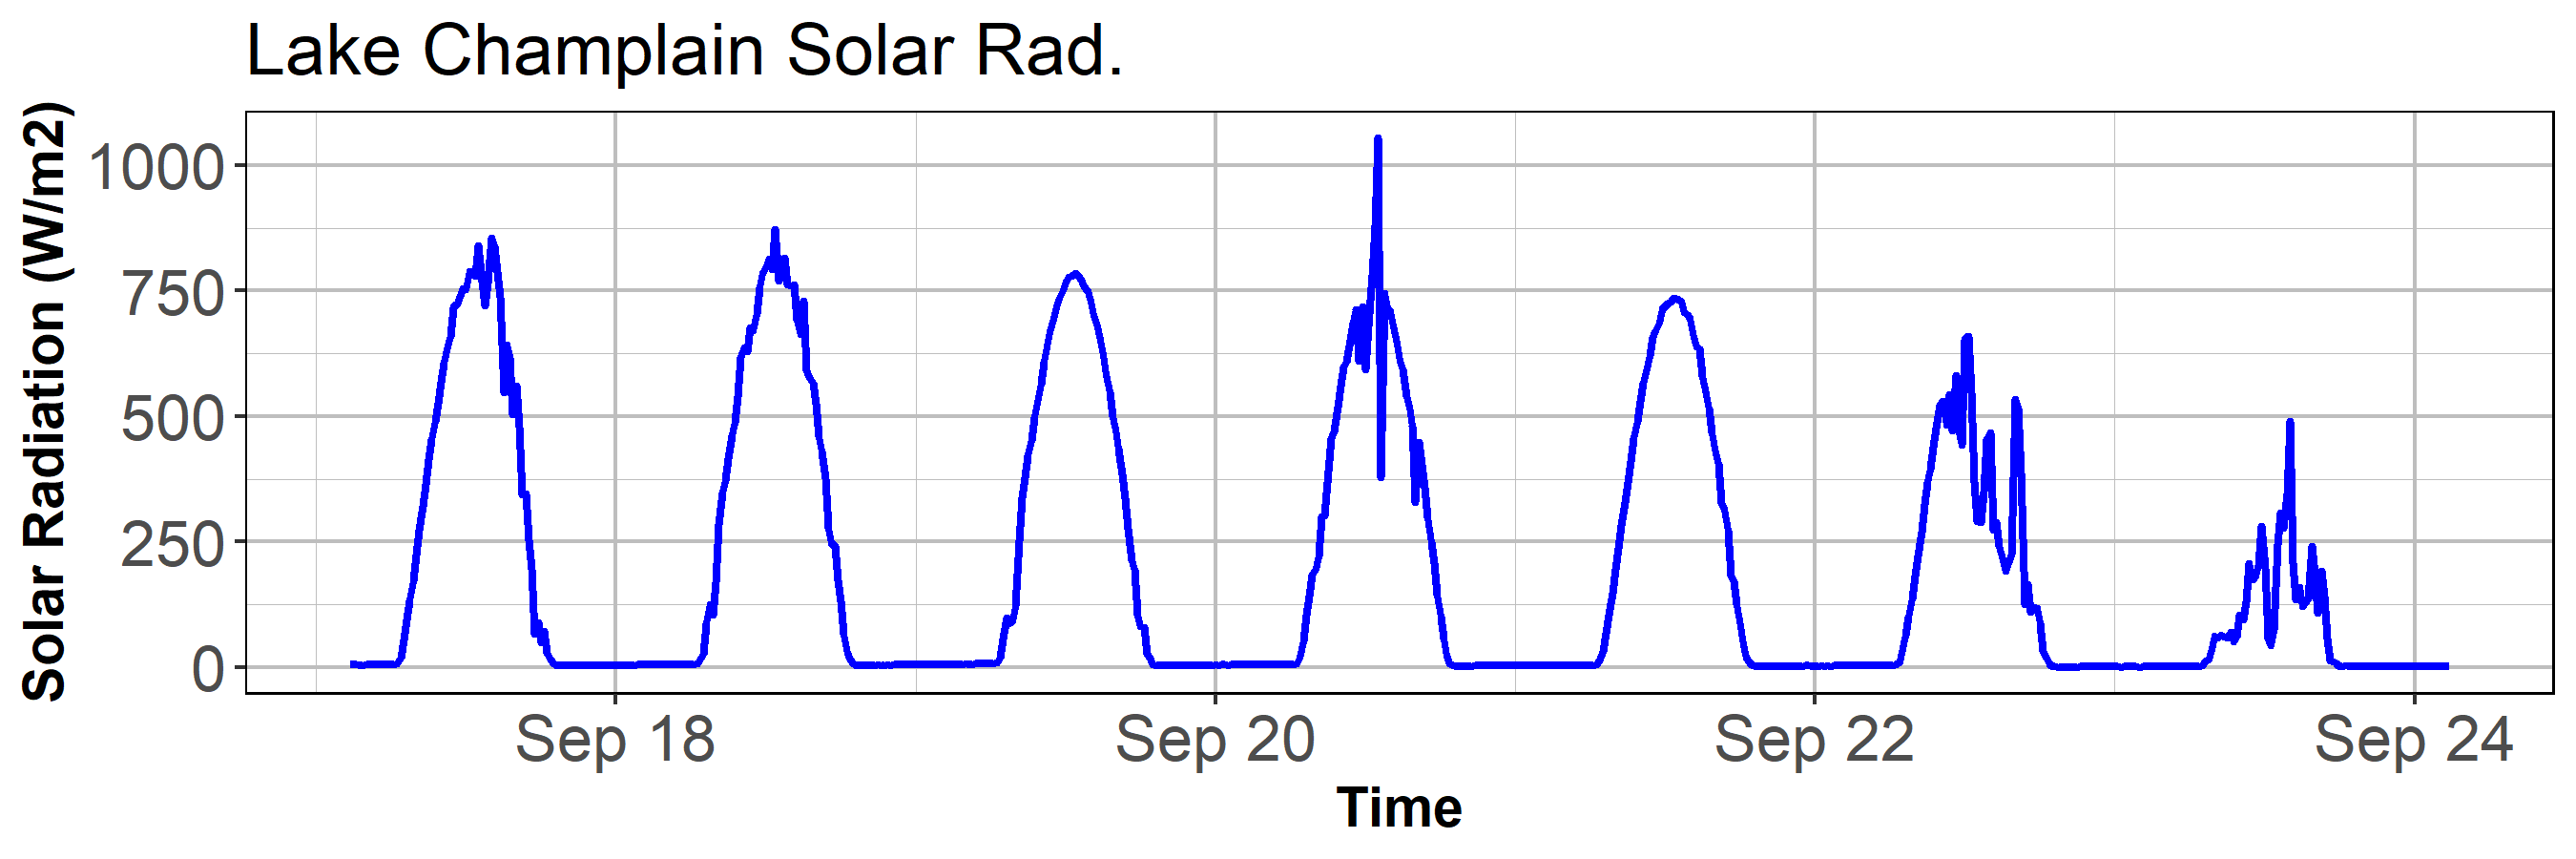 Lake Champlain Solar Rad.
Solar Radiation (W/m2)
1000
750
500
250
0
Sep 18 Sep 20 Sep 22 Sep 24
Time